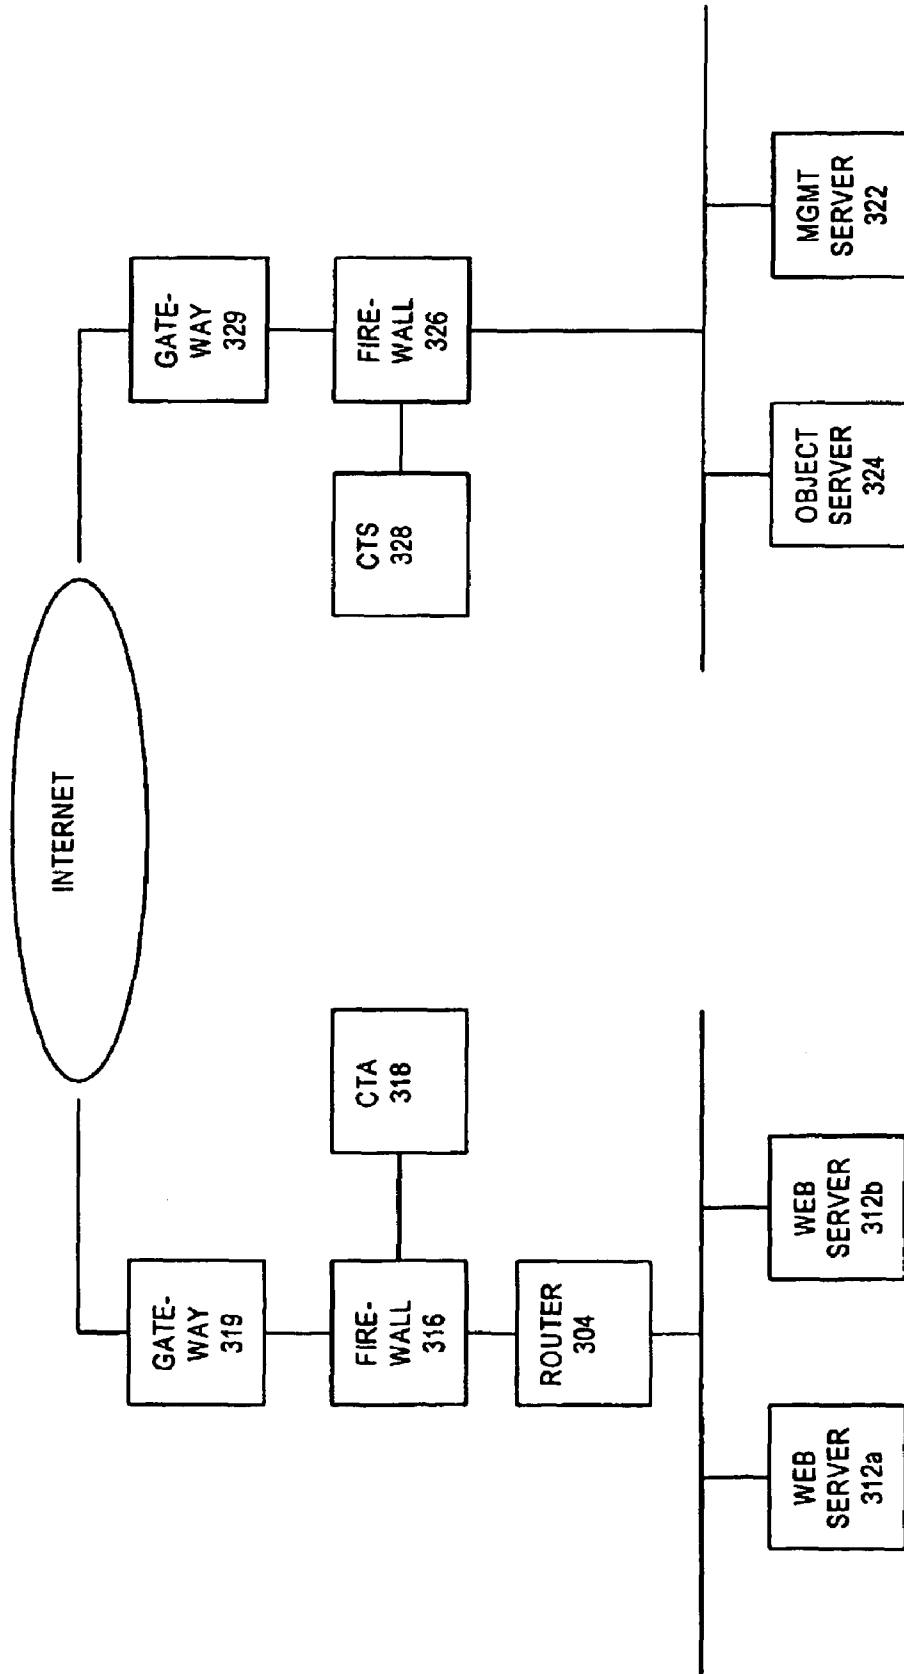 INTERNET
GATE-
WAY
319
GATE-
WAY
329
FIRE-
WALL
316
CTA
318
CTS
328
FIRE-
WALL
326
ROUTER
304
WEB
SERVER
312a
WEB
SERVER
312b
OBJECT
SERVER
324
MGMT
SERVER
322